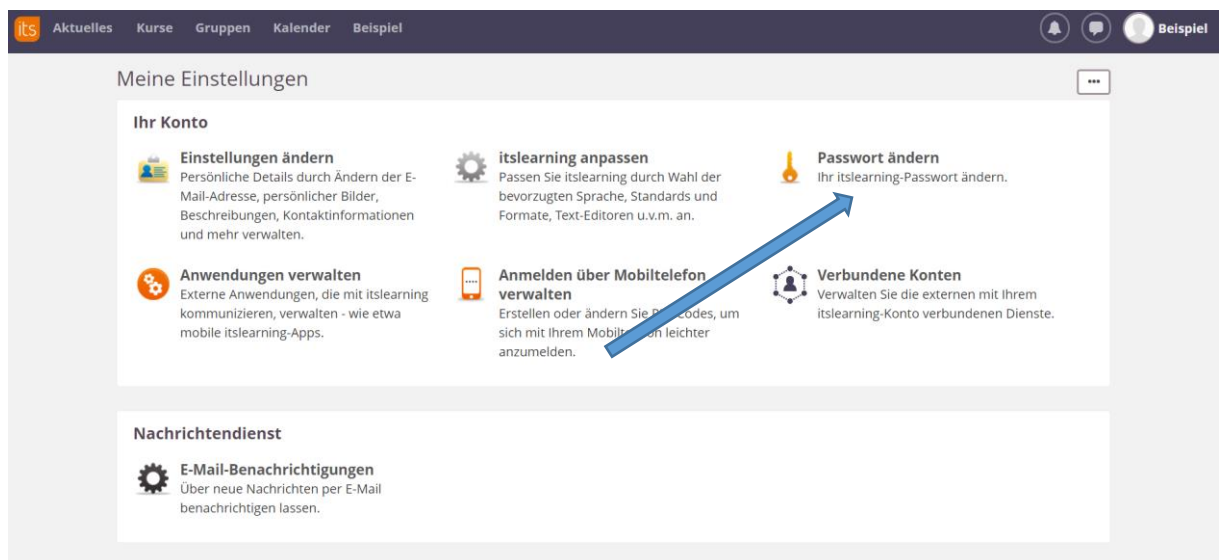 its Aktuelles Kurse Gruppen Kalender Beispiel Beispiel
Meine Einstellungen
Ihr Konto
Einstellungen ändern
Persönliche Details durch Ändern der E-
Mail-Adresse, persönlicher Bilder,
Beschreibungen, Kontaktinformationen
und mehr verwalten.
itslearning anpassen
Passen Sie itslearning durch Wahl der
bevorzugten Sprache, Standards und
Formate, Text-Editoren u.v.m. an.
Passwort ändern
Ihr itslearning-Passwort ändern.
Anwendungen verwalten
Externe Anwendungen, die mit itslearning
kommunizieren, verwalten - wie etwa
mobile itslearning-Apps.
Anmelden über Mobiltelefon
verwalten
Erstellen oder ändern Sie um
sich mit Ihrem leichter
anzumelden.
Verbundene Konten
Verwalten Sie die externen mit Ihrem
itslearning-Konto verbundenen Dienste.
Nachrichtendienst
E-Mail-Benachrichtigungen
Über neue Nachrichten per E-Mail
benachrichtigen lassen.